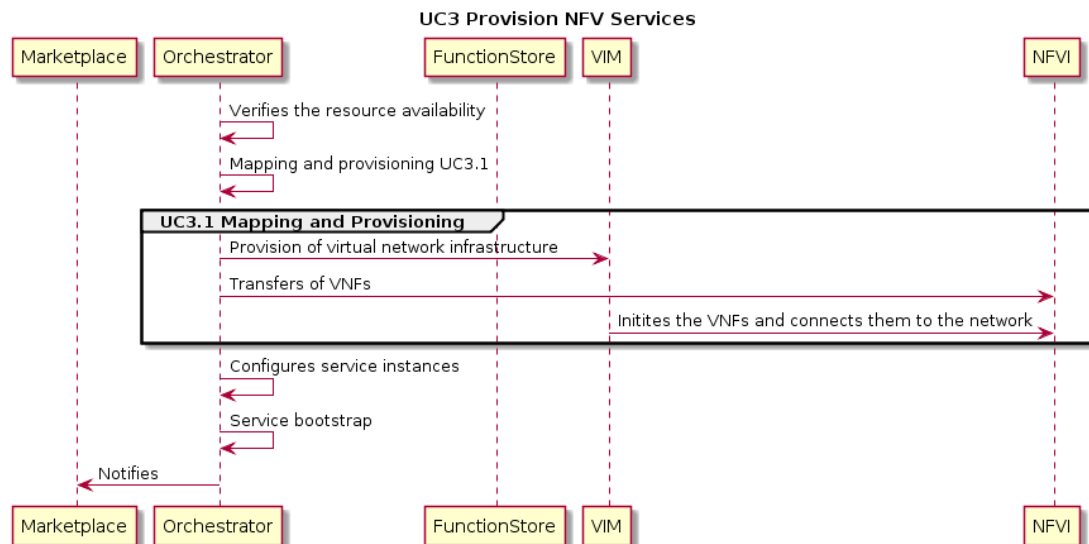 UC3 Provision NFV Services
Marketplace Orchestrator FunctionStore VIM NFVI
Verifies the resource availability
Mapping and provisioning UC3.1
UC3.1 Mapping and Provisioning
Provision of virtual network infrastructure
Transfers of VNFs
Initites the VNFs and connects them to the network
Configures service instances
Service bootstrap
Notifies
Marketplace Orchestrator FunctionStore VIM NFVI